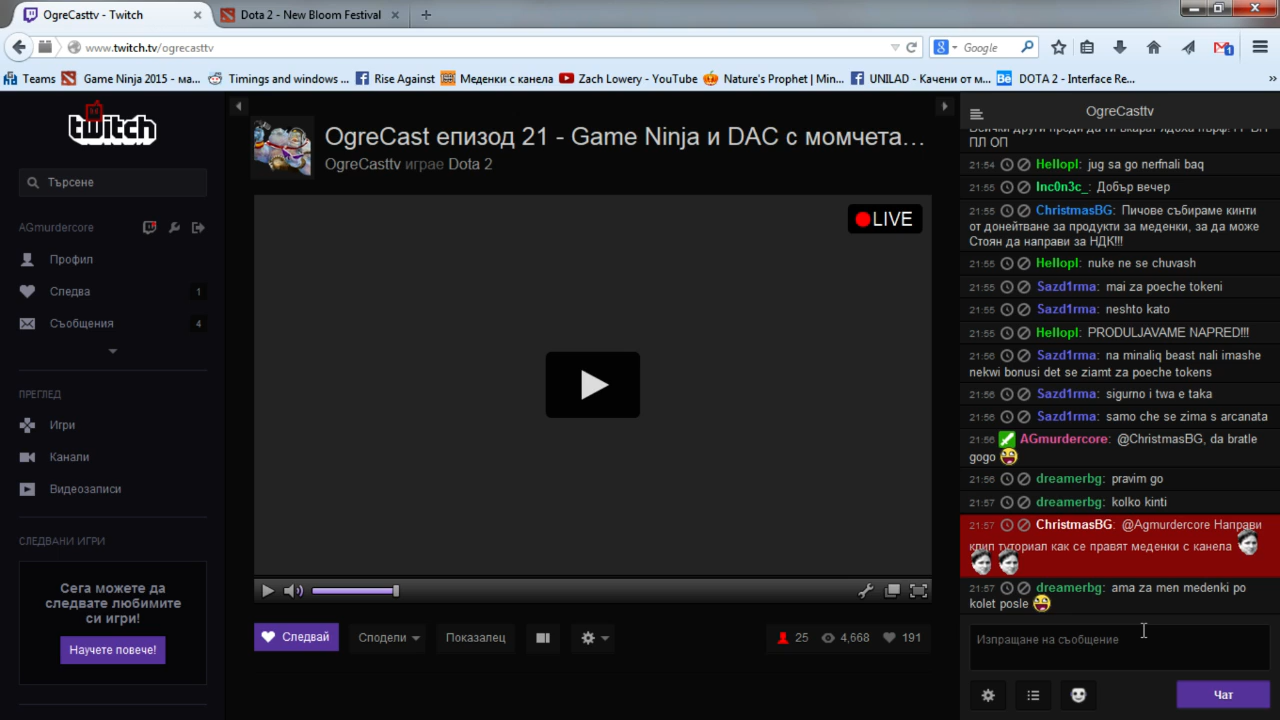 OgreCasttv - Twitch
Dota 2 - New Bloom Festival
www.twitch.tv/ogrecasttv
Google
1
Teams
Game Ninja 2015 - ма...
Timings and windows ...
Rise Against
Меденки с канела
Zach Lowery - YouTube
Nature's Prophet | Min...
UNILAD - Качени от м...
DOTA 2 - Interface Re...
twitch
Търсене
AGmurdercore
Профил
Следва 1
Съобщения 4
ПРЕГЛЕД
Игри
Канали
Видеозаписи
СЛЕДВАНИ ИГРИ
Сега можете да
следвате любимите
си игри!
Научете повече!
OgreCast епизод 21 - Game Ninja и DAC с момчета...
OgreCasttv играе Dota 2
LIVE
Следвай
Сподели
Показалец
25
4,668
191
OgreCasttv
ПЛ ОП
21:54 Hellopl: jug sa go nerfnali baq
21:55 Inc0n3c_: Добър вечер
21:55 ChristmasBG: Пичове събираме кинти
от донейтване за продукти за меденки, за да може
Стоян да направи за НДК!!!
21:55 Hellopl: nuke ne se chuvash
21:55 Sazd1rma: mai za poeche tokeni
21:55 Sazd1rma: neshto kato
21:55 Hellopl: PRODULJAVAME NAPRED!!!
21:56 Sazd1rma: na minaliq beast nali imashe
nekwi bonusi det se ziamt za poeche tokens
21:56 Sazd1rma: sigurno i twa e taka
21:56 Sazd1rma: samo che se zima s arcanata
21:56 AGmurdercore: @ChristmasBG, da bratle
gogo
21:56 dreamerbg: pravim go
21:57 dreamerbg: kolko kinti
21:57 ChristmasBG: @Agmurdercore Направи
клип туториал как се правят меденки с канела
21:57 dreamerbg: ama za men medenki po
kolet posle
Изпращане на съобщение
Чат